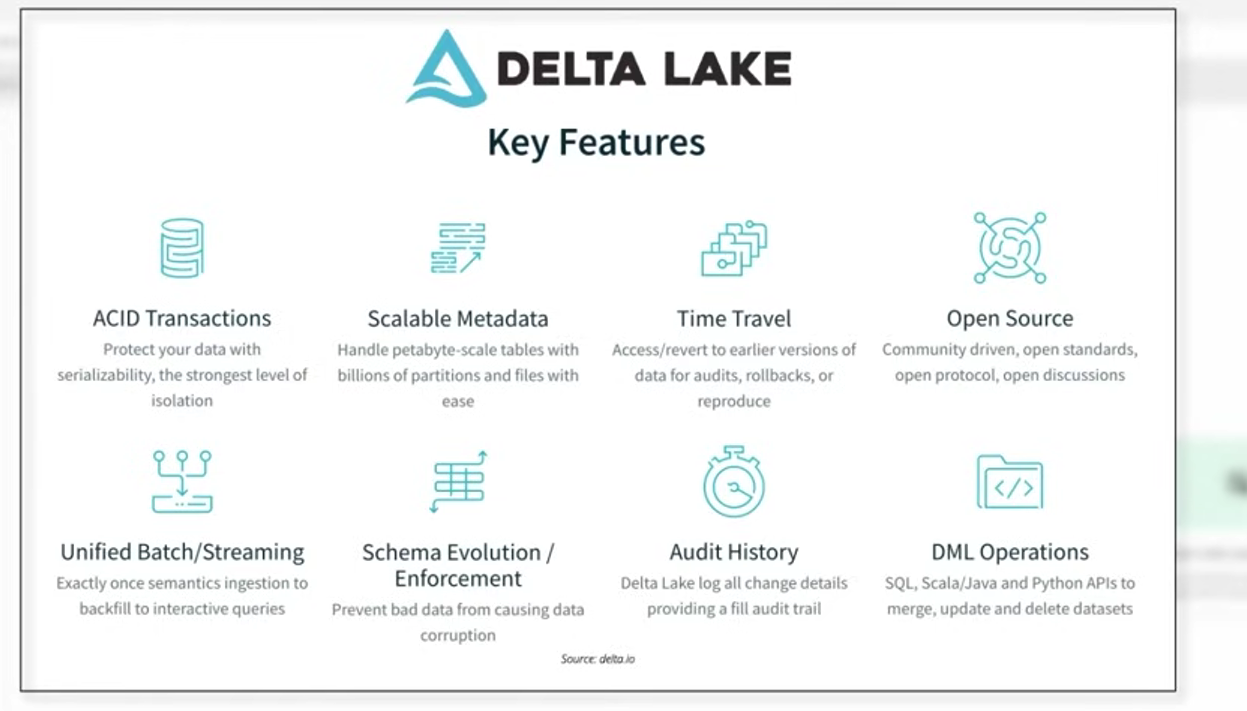 DELTA LAKE
Key Features
ACID Transactions
Protect your data with
serializability, the strongest level of
isolation
Scalable Metadata
Handle petabyte-scale tables with
billions of partitions and files with
ease
Time Travel
Access/revert to earlier versions of
data for audits, rollbacks, or
reproduce
Open Source
Community driven, open standards,
open protocol, open discussions
Unified Batch/Streaming
Exactly once semantics ingestion to
backfill to interactive queries
Schema Evolution /
Enforcement
Prevent bad data from causing data
corruption
Audit History
Delta Lake log all change details
providing a fill audit trail
DML Operations
SQL, Scala/Java and Python APIs to
merge, update and delete datasets
Source: delta.io